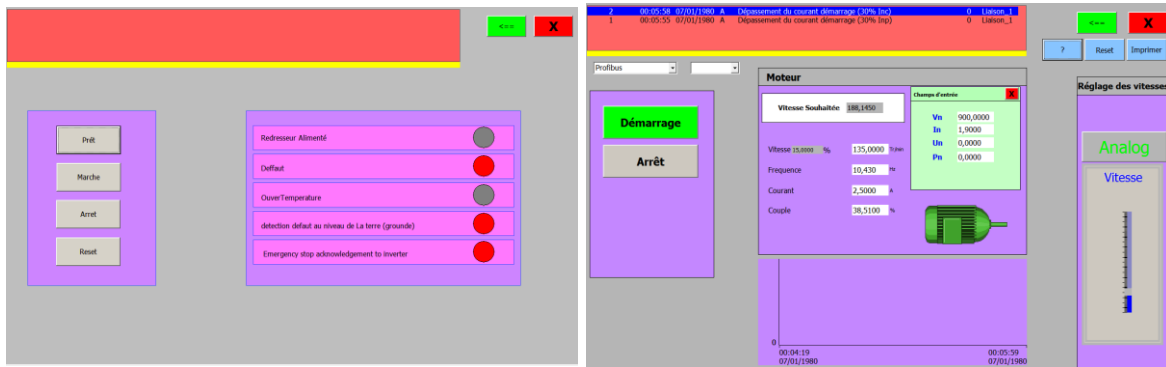 <--
X
Prêt
Marche
Arret
Reset
Redresseur Alimenté
Deffaut
OuverTemperature
detection defaut au niveau de La terre (grounde)
Emergency stop acknowledgement to Inverter
2 00:05:58 07/01/1980 A Dépassement du courant démarrage (30% Inc) 0 Liaison_1
1 00:05:55 07/01/1980 A Dépassement du courant démarrage (30% Inp) 0 Liaison_1
<--
X
? Reset Imprimer
Profibus
Démarrage
Arrêt
Moteur
Vitesse Souhaitée 188,1450
Vitesse 15,0000 % 135,0000 Tr/min
Frequence 10,430 Hz
Courant 2,5000 A
Couple 38,5100 %
Champs d'entrée X
Vn 900,0000
In 1,9000
Un 0,0000
Pn 0,0000
0
00:04:19 00:05:59
07/01/1980 07/01/1980
Réglage des vitesses
Analog
Vitesse